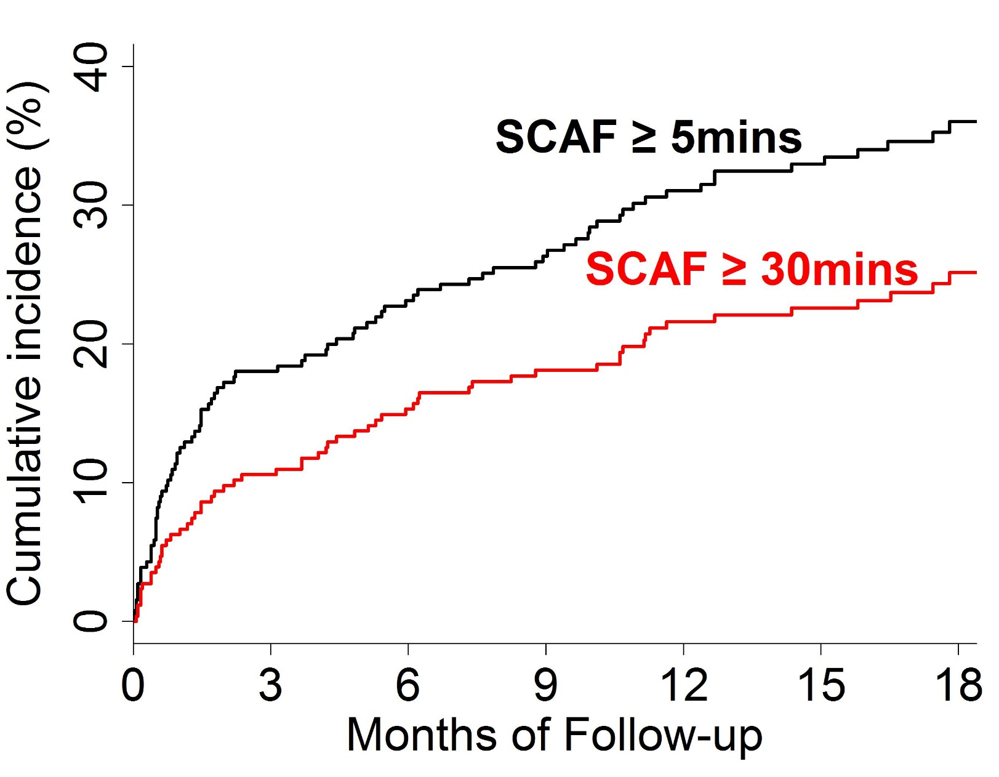 Cumulative incidence (%)
40
30
20
10
0
SCAF ≥ 5mins
SCAF ≥ 30mins
0 3 6 9 12 15 18
Months of Follow-up